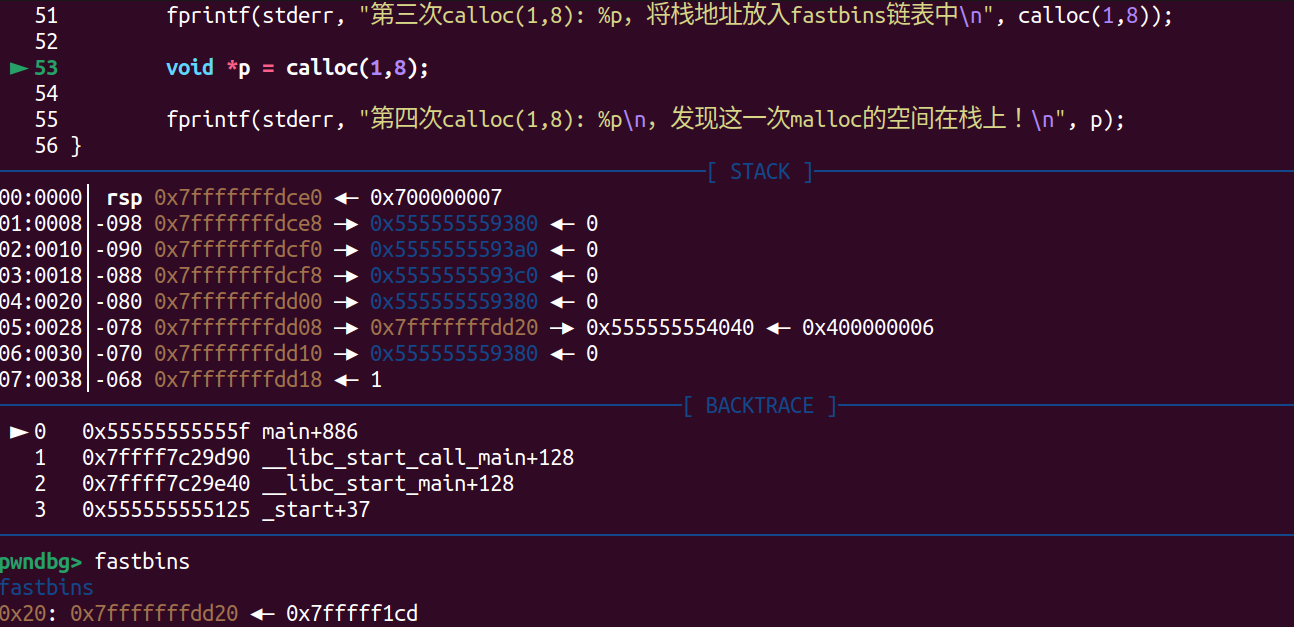 51         fprintf(stderr, "第三次calloc(1,8): %p，将栈地址放入fastbins链表中\n", calloc(1,8));
52
► 53         void *p = calloc(1,8);
54
55         fprintf(stderr, "第四次calloc(1,8): %p\n，发现这一次malloc的空间在栈上！\n", p);
56 }
[ STACK ]
00:0000│ rsp 0x7fffffffdce0 ◂— 0x700000007
01:0008│-098 0x7fffffffdce8 —▸ 0x555555559380 ◂— 0
02:0010│-090 0x7fffffffdcf0 —▸ 0x5555555593a0 ◂— 0
03:0018│-088 0x7fffffffdcf8 —▸ 0x5555555593c0 ◂— 0
04:0020│-080 0x7fffffffdd00 —▸ 0x555555559380 ◂— 0
05:0028│-078 0x7fffffffdd08 —▸ 0x7fffffffdd20 —▸ 0x555555554040 ◂— 0x400000006
06:0030│-070 0x7fffffffdd10 —▸ 0x555555559380 ◂— 0
07:0038│-068 0x7fffffffdd18 ◂— 1
[ BACKTRACE ]
► 0   0x55555555555f main+886
1   0x7ffff7c29d90 __libc_start_call_main+128
2   0x7ffff7c29e40 __libc_start_main+128
3   0x555555555125 _start+37
pwndbg> fastbins
fastbins
0x20: 0x7fffffffdd20 ◂— 0x7fffff1cd